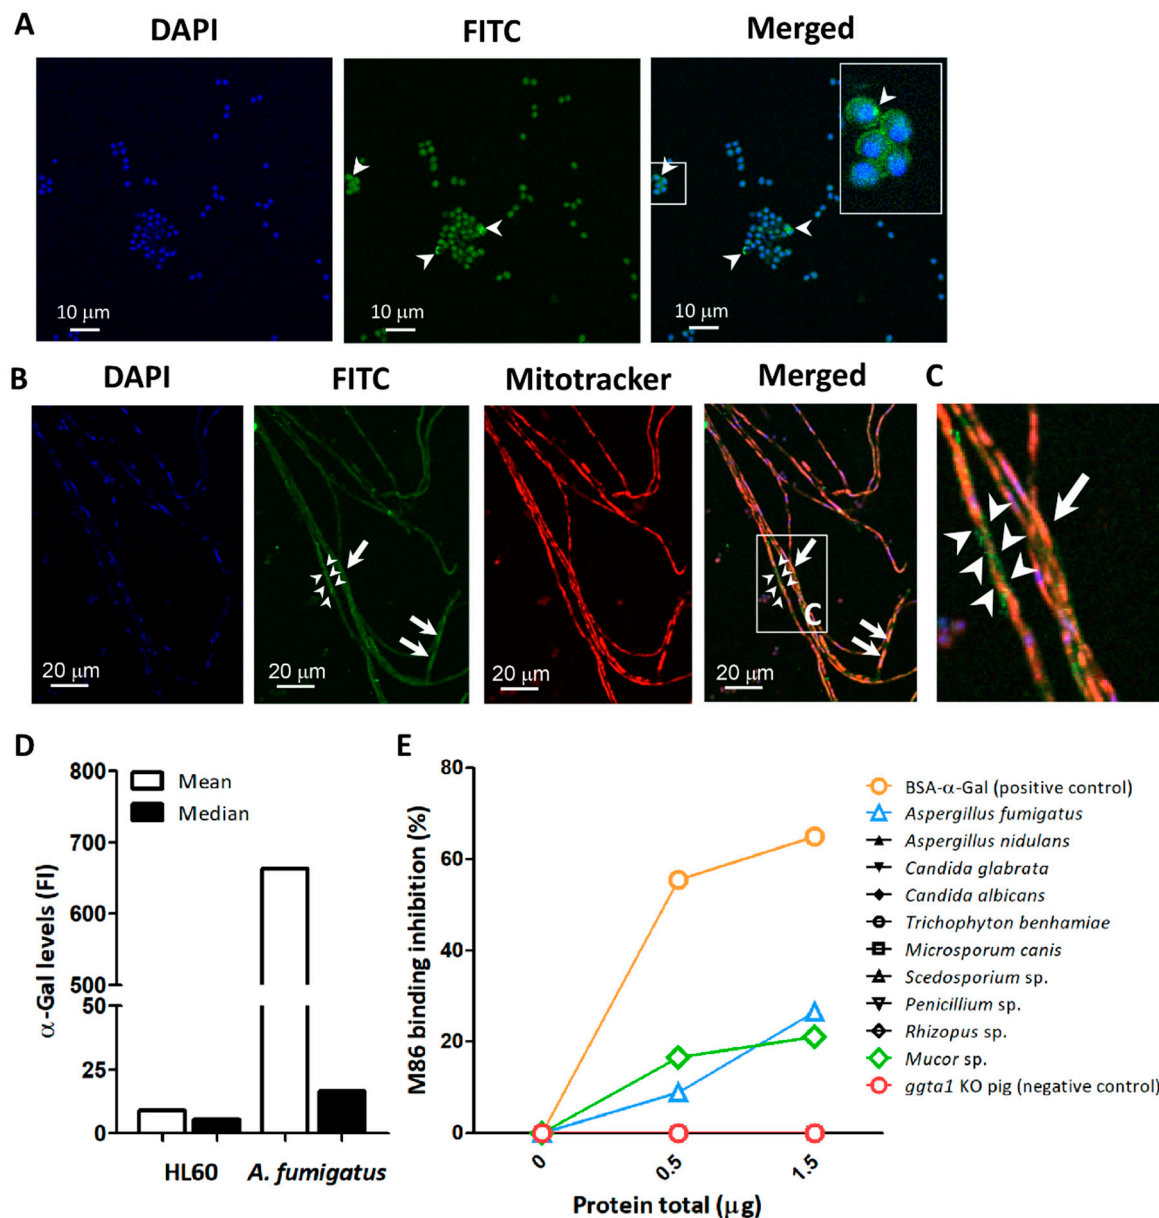 A
DAPI
FITC
Merged
10 μm
10 μm
10 μm
B
DAPI
FITC
Mitotracker
Merged
C
C
20 μm
20 μm
20 μm
20 μm
D
α-Gal levels (FI)
800
700
600
500
50
25
0
Mean
Median
HL60
A. fumigatus
E
M86 binding inhibition (%)
80
60
40
20
0
0
0.5
1.5
Protein total (μg)
BSA-α-Gal (positive control)
Aspergillus fumigatus
Aspergillus nidulans
Candida glabrata
Candida albicans
Trichophyton benhamiae
Microsporum canis
Scedosporium sp.
Penicillium sp.
Rhizopus sp.
Mucor sp.
ggta1 KO pig (negative control)